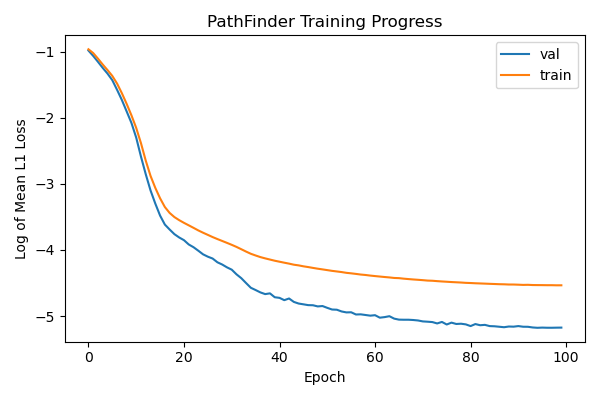 PathFinder Training Progress
−1
−2
−3
−4
−5
Log of Mean L1 Loss
val
train
0
20
40
60
80
100
Epoch